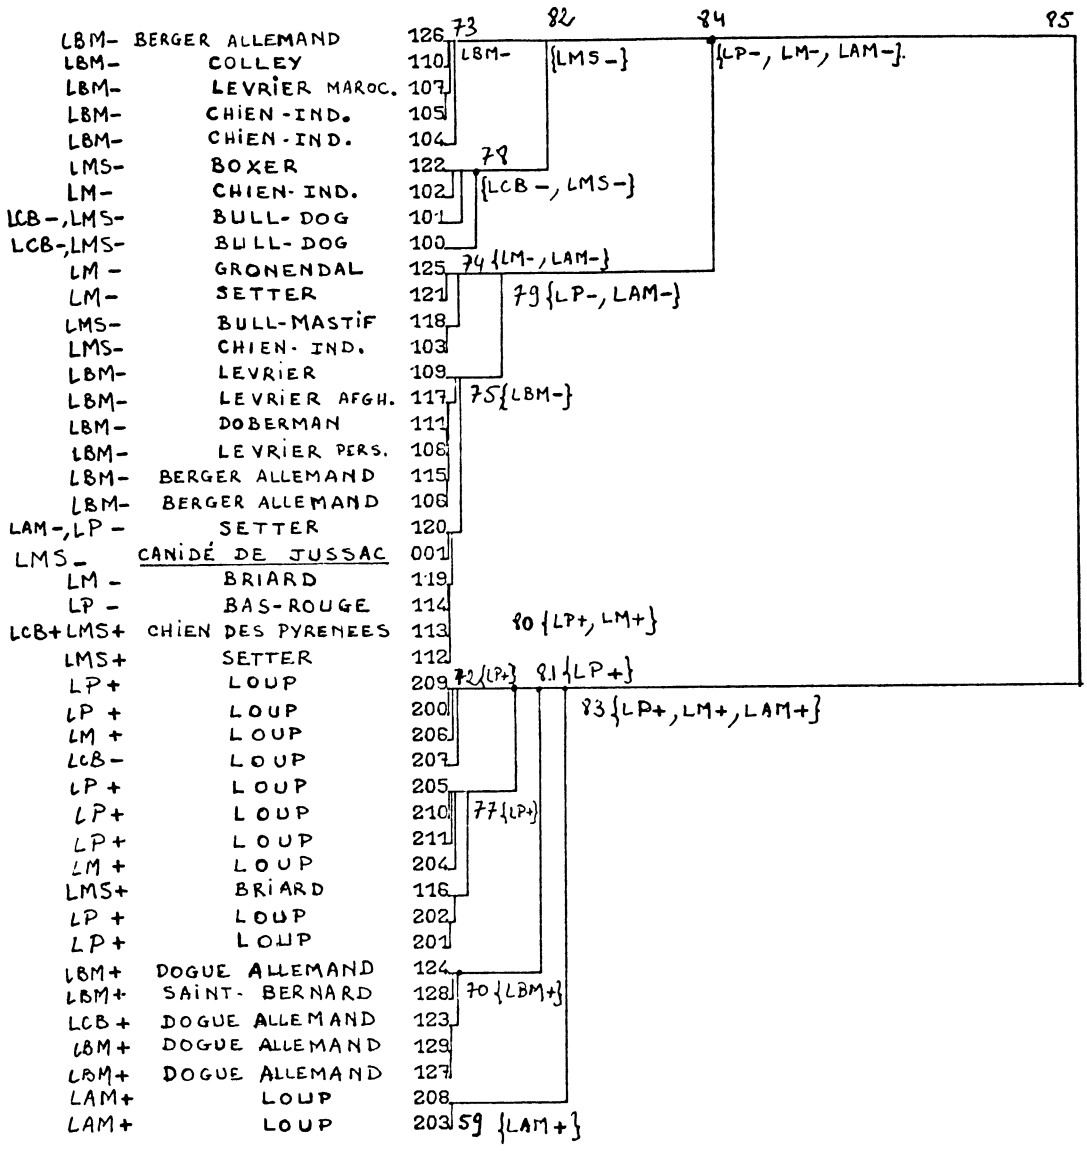 73 82 84 85
LBM- BERGER ALLEMAND 126 LBM- {LMS-} {LP-, LM-, LAM-}.
LBM- COLLEY 110
LBM- LEVRIER MAROC. 107
LBM- CHIEN-IND. 105
LBM- CHIEN-IND. 104
LMS- BOXER 122 78
LM- CHIEN-IND. 102 {LCB-, LMS-}
LCB-,LMS- BULL-DOG 101
LCB-,LMS- BULL-DOG 100
LM- GRONENDAL 125 74 {LM-, LAM-}
LM- SETTER 121 79 {LP-, LAM-}
LMS- BULL-MASTIF 118
LMS- CHIEN-IND. 103
LBM- LEVRIER 109
LBM- LEVRIER AFGH. 117 75 {LBM-}
LBM- DOBERMAN 111
LBM- LEVRIER PERS. 108
LBM- BERGER ALLEMAND 115
LBM- BERGER ALLEMAND 106
LAM-,LP- SETTER 120
LMS- CANIDÉ DE JUSSAC 001
LM- BRIARD 119
LP- BAS-ROUGE 114
LCB+LMS+ CHIEN DES PYRENEES 113 80 {LP+, LM+}
LMS+ SETTER 112
LP+ LOUP 209 72 {LP+} 81 {LP+}
LP+ LOUP 200 83 {LP+, LM+, LAM+}
LM+ LOUP 206
LCB- LOUP 207
LP+ LOUP 205
LP+ LOUP 210 77 {LP+}
LP+ LOUP 211
LM+ LOUP 204
LMS+ BRIARD 116
LP+ LOUP 202
LP+ LOUP 201
LBM+ DOGUE ALLEMAND 124
LBM+ SAINT-BERNARD 128 70 {LBM+}
LCB+ DOGUE ALLEMAND 123
LBM+ DOGUE ALLEMAND 129
LBM+ DOGUE ALLEMAND 127
LAM+ LOUP 208
LAM+ LOUP 203 59 {LAM+}